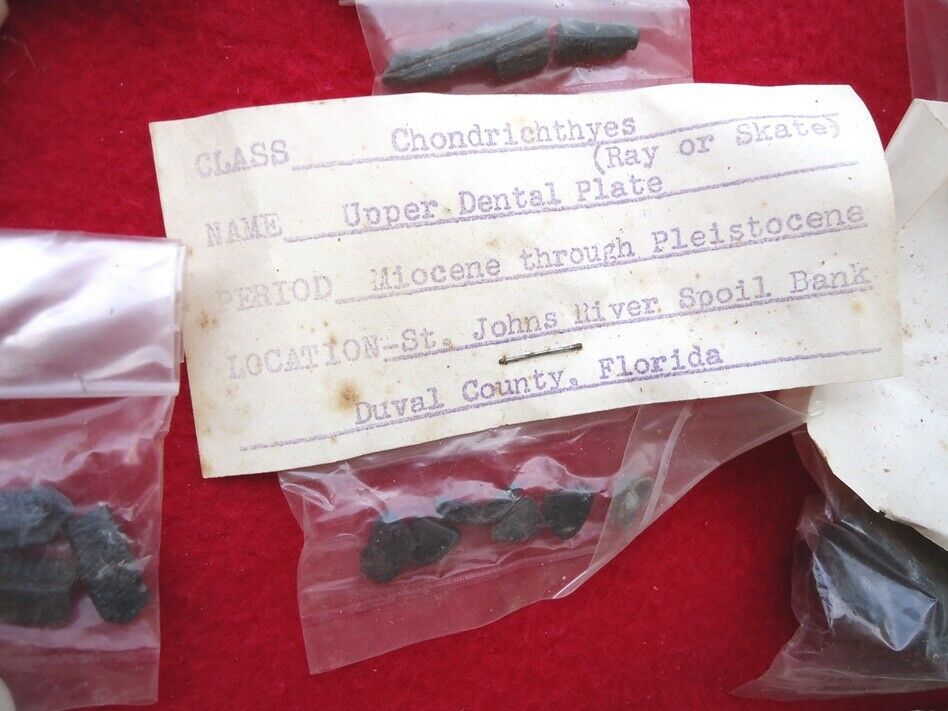 CLASS Chondrichthyes
(Ray or Skate)
NAME Upper Dental Plate
PERIOD Miocene through Pleistocene
LOCATION-St. Johns River Spoil Bank
Duval County, Florida